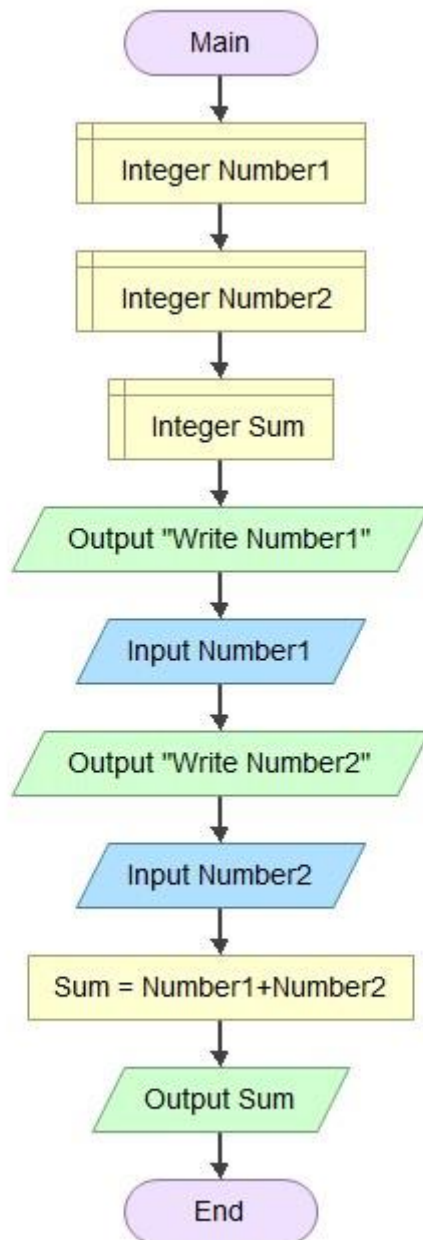 Main
Integer Number1
Integer Number2
Integer Sum
Output "Write Number1"
Input Number1
Output "Write Number2"
Input Number2
Sum = Number1+Number2
Output Sum
End